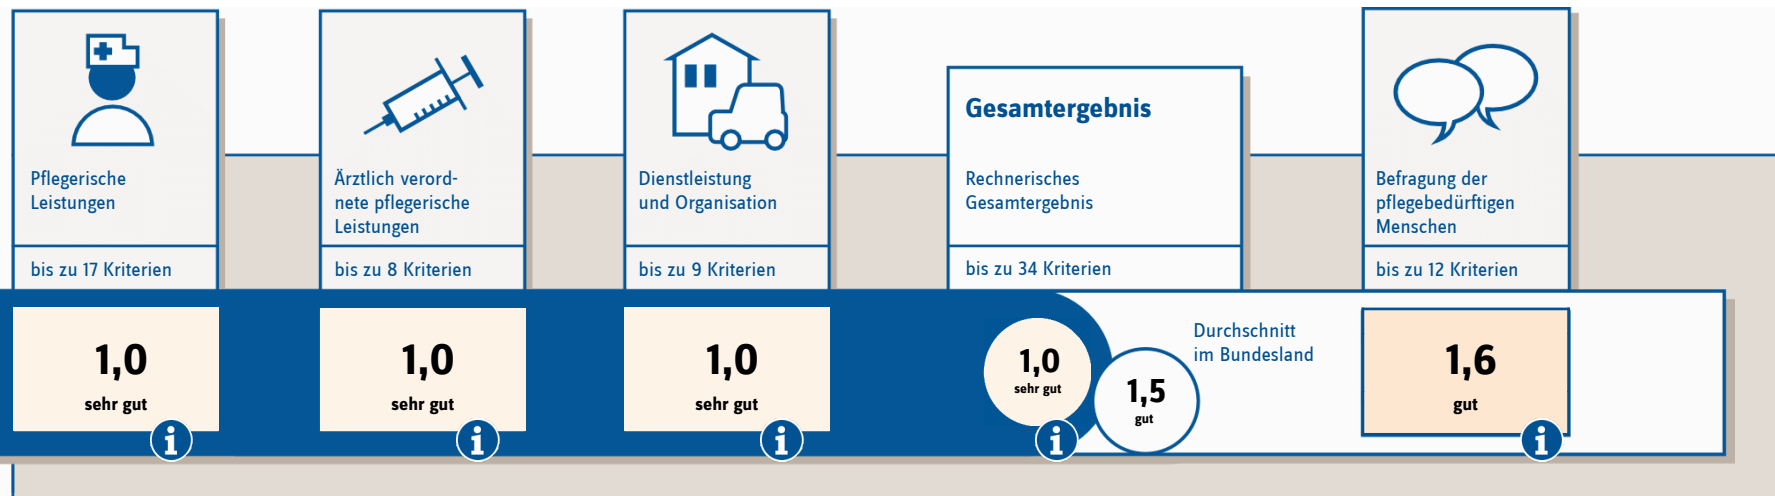 Pflegerische
Leistungen
bis zu 17 Kriterien
1,0
sehr gut
i
Ärztlich verord-
nete pflegerische
Leistungen
bis zu 8 Kriterien
1,0
sehr gut
i
Dienstleistung
und Organisation
bis zu 9 Kriterien
1,0
sehr gut
i
Gesamtergebnis
Rechnerisches
Gesamtergebnis
bis zu 34 Kriterien
1,0
sehr gut
i
1,5
gut
Durchschnitt
im Bundesland
Befragung der
pflegebedürftigen
Menschen
bis zu 12 Kriterien
1,6
gut
i